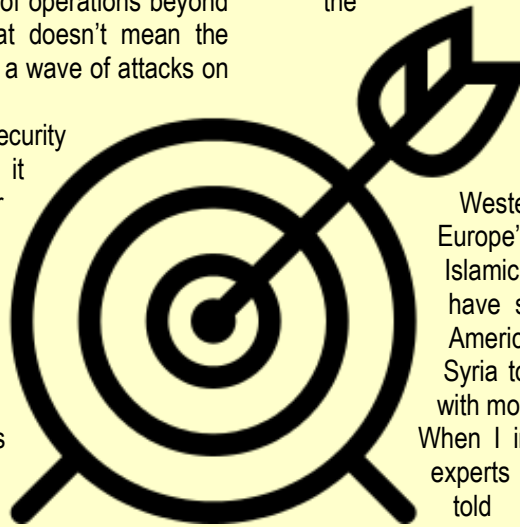 of operations beyond the
at doesn't mean the
a wave of attacks on
ecurity
it
Weste
Europe'
Islamic
have s
Americ
Syria to
with mo
s
When I in
experts
told